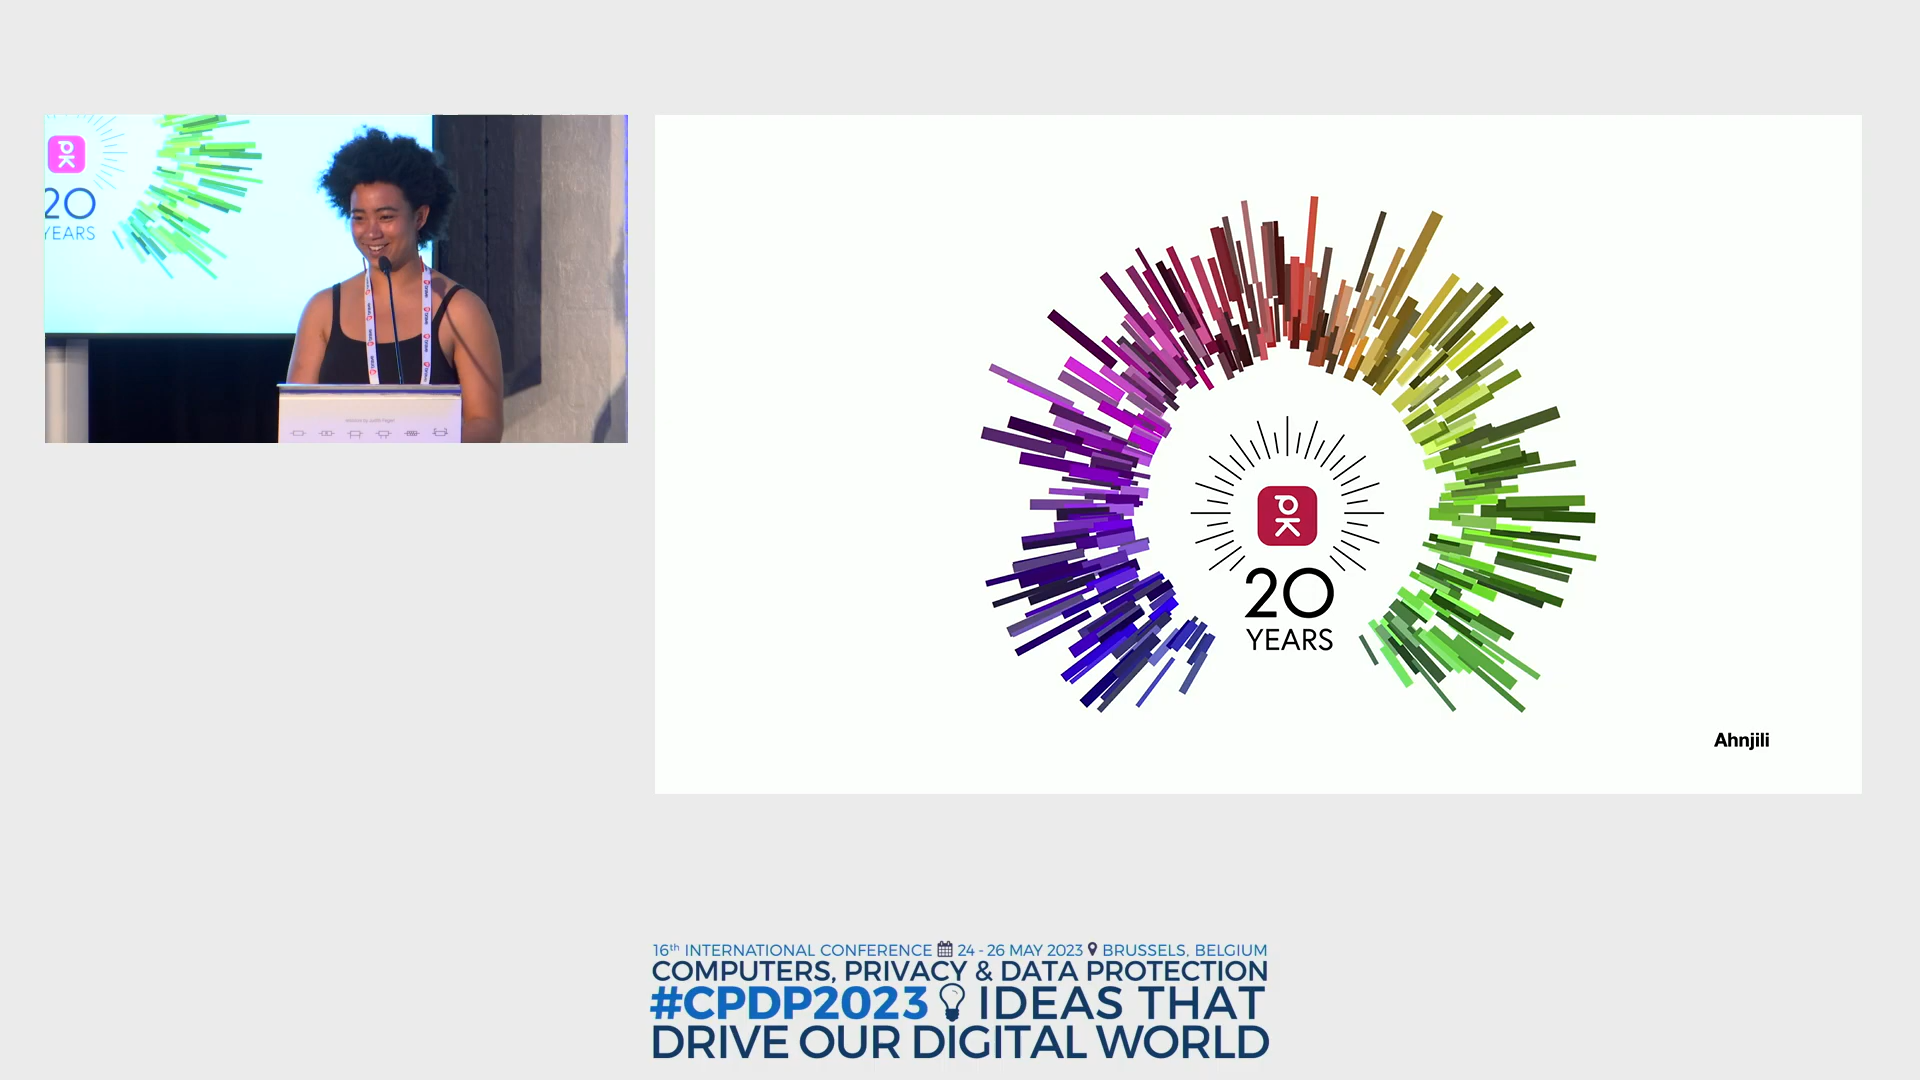 20
YEARS
pk
20
YEARS
Ahnjili
16th INTERNATIONAL CONFERENCE 24 - 26 MAY 2023 BRUSSELS, BELGIUM
COMPUTERS, PRIVACY & DATA PROTECTION
#CPDP2023 IDEAS THAT
DRIVE OUR DIGITAL WORLD